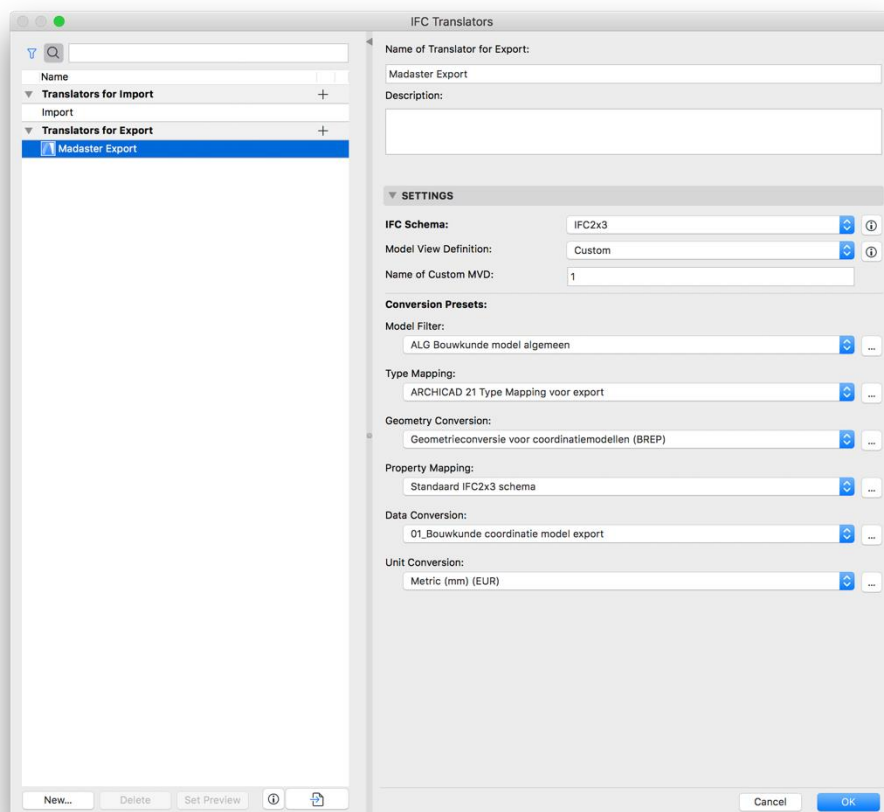 IFC Translators
Name
Translators for Import
Import
Translators for Export
Madaster Export
New...
Delete
Set Preview
Name of Translator for Export:
Madaster Export
Description:
SETTINGS
IFC Schema:
IFC2x3
Model View Definition:
Custom
Name of Custom MVD:
1
Conversion Presets:
Model Filter:
ALG Bouwkunde model algemeen
...
Type Mapping:
ARCHICAD 21 Type Mapping voor export
...
Geometry Conversion:
Geometrieconversie voor coordinatiemodellen (BREP)
...
Property Mapping:
Standaard IFC2x3 schema
...
Data Conversion:
01_Bouwkunde coordinatie model export
...
Unit Conversion:
Metric (mm) (EUR)
...
Cancel
OK